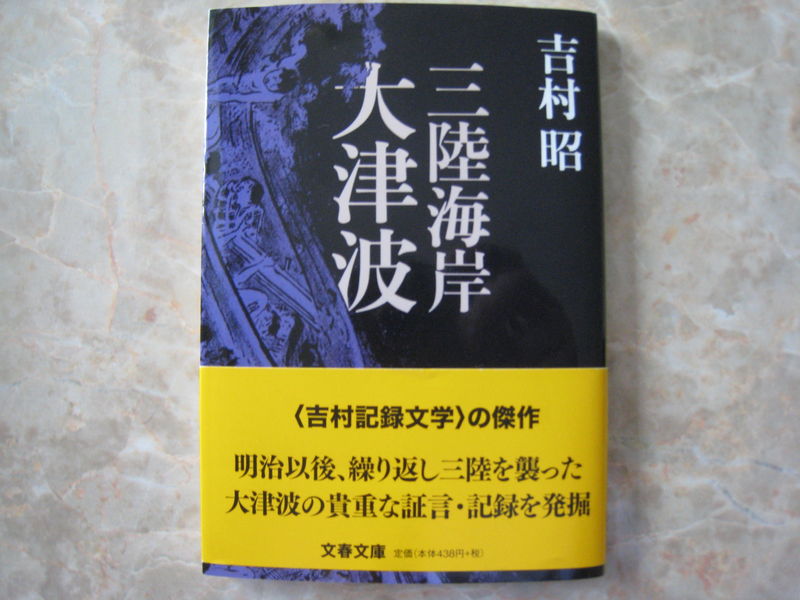 吉村昭
三陸海岸
大津波
〈吉村記録文学〉の傑作
明治以後、繰り返し三陸を襲った
大津波の貴重な証言・記録を発掘
文春文庫 定価(本体438円+税)